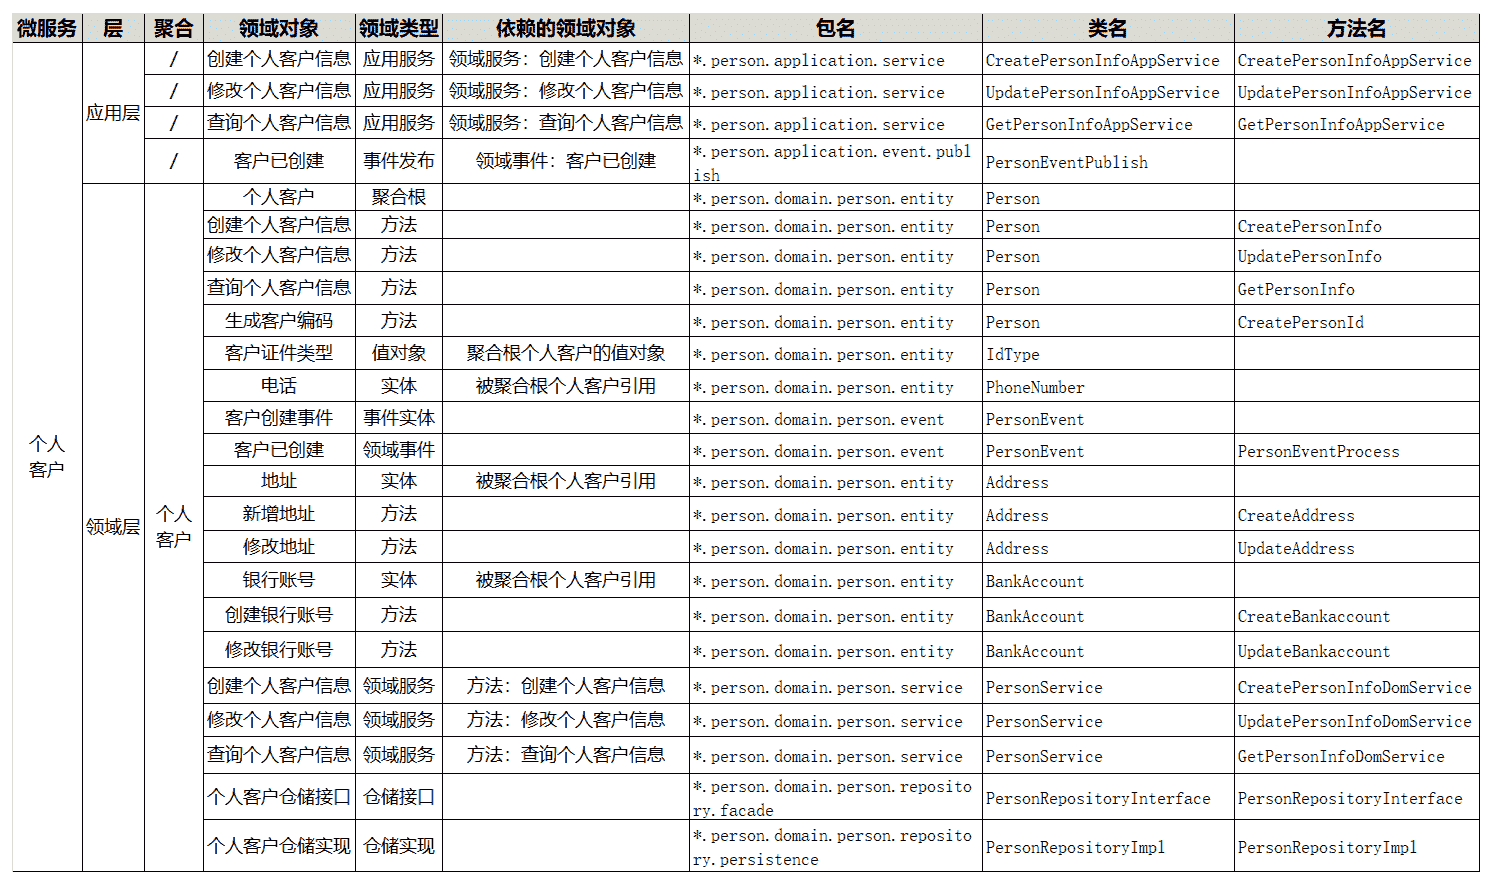 微服务 层 聚合 领域对象 领域类型 依赖的领域对象 包名 类名 方法名
个人
客户
应用层
/ 创建个人客户信息 应用服务 领域服务：创建个人客户信息 *.person.application.service CreatePersonInfoAppService CreatePersonInfoAppService
/ 修改个人客户信息 应用服务 领域服务：修改个人客户信息 *.person.application.service UpdatePersonInfoAppService UpdatePersonInfoAppService
/ 查询个人客户信息 应用服务 领域服务：查询个人客户信息 *.person.application.service GetPersonInfoAppService GetPersonInfoAppService
/ 客户已创建 事件发布 领域事件：客户已创建 *.person.application.event.publ
ish PersonEventPublish
领域层
个人
客户
个人客户 聚合根 *.person.domain.person.entity Person
创建个人客户信息 方法 *.person.domain.person.entity Person CreatePersonInfo
修改个人客户信息 方法 *.person.domain.person.entity Person UpdatePersonInfo
查询个人客户信息 方法 *.person.domain.person.entity Person GetPersonInfo
生成客户编码 方法 *.person.domain.person.entity Person CreatePersonId
客户证件类型 值对象 聚合根个人客户的值对象 *.person.domain.person.entity IdType
电话 实体 被聚合根个人客户引用 *.person.domain.person.entity PhoneNumber
客户创建事件 事件实体 *.person.domain.person.event PersonEvent
客户已创建 领域事件 *.person.domain.person.event PersonEvent PersonEventProcess
地址 实体 被聚合根个人客户引用 *.person.domain.person.entity Address
新增地址 方法 *.person.domain.person.entity Address CreateAddress
修改地址 方法 *.person.domain.person.entity Address UpdateAddress
银行账号 实体 被聚合根个人客户引用 *.person.domain.person.entity BankAccount
创建银行账号 方法 *.person.domain.person.entity BankAccount CreateBankaccount
修改银行账号 方法 *.person.domain.person.entity BankAccount UpdateBankaccount
创建个人客户信息 领域服务 方法：创建个人客户信息 *.person.domain.person.service PersonService CreatePersonInfoDomService
修改个人客户信息 领域服务 方法：修改个人客户信息 *.person.domain.person.service PersonService UpdatePersonInfoDomService
查询个人客户信息 领域服务 方法：查询个人客户信息 *.person.domain.person.service PersonService GetPersonInfoDomService
个人客户仓储接口 仓储接口 *.person.domain.person.reposito
ry.facade PersonRepositoryInterface PersonRepositoryInterface
个人客户仓储实现 仓储实现 *.person.domain.person.reposito
ry.persistence PersonRepositoryImpl PersonRepositoryImpl